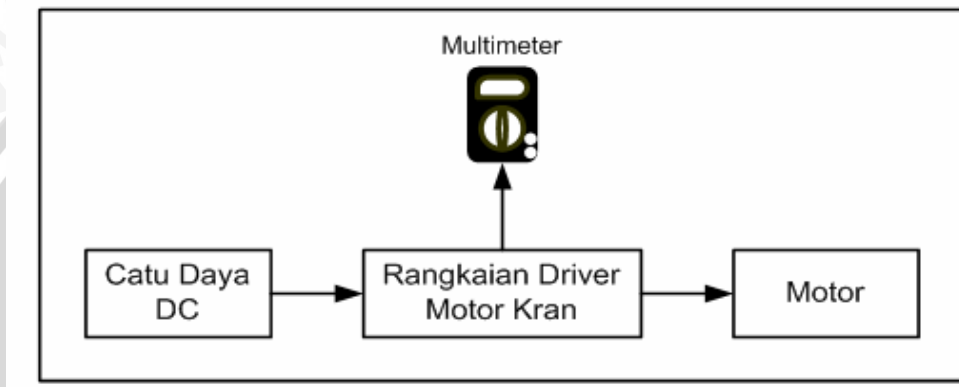 Multimeter
Catu Daya
DC
Rangkaian Driver
Motor Kran
Motor